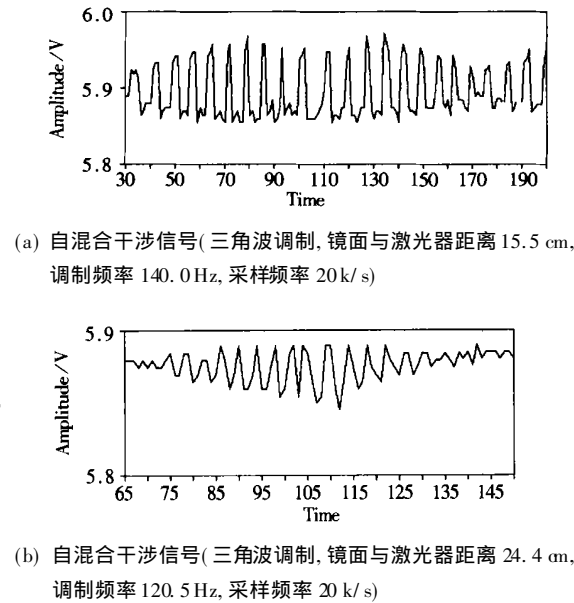 6.0
5.9
5.8
Amplitude/V
30 50 70 90 110 130 150 170 190
Time
(a) 自混合干涉信号(三角波调制, 镜面与激光器距离 15.5 cm,
调制频率 140.0 Hz, 采样频率 20 k/s)
5.9
5.8
Amplitude/V
65 75 85 95 105 115 125 135 145
Time
(b) 自混合干涉信号(三角波调制, 镜面与激光器距离 24.4 cm,
调制频率 120.5 Hz, 采样频率 20 k/s)